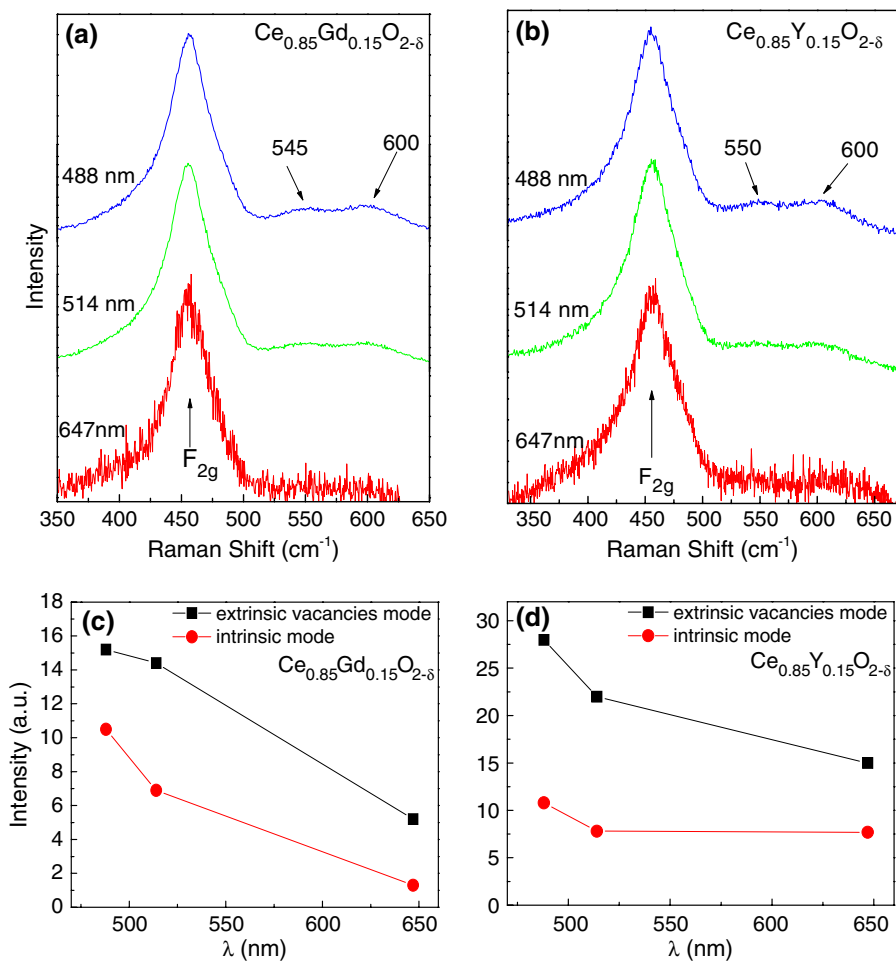 (a) Ce0.85Gd0.15O2-δ
545
600
488 nm
514 nm
647nm
F2g
Intensity
350 400 450 500 550 600 650
Raman Shift (cm-1)
(b) Ce0.85Y0.15O2-δ
550
600
488 nm
514 nm
647nm
F2g
350 400 450 500 550 600 650
Raman Shift (cm-1)
(c)
extrinsic vacancies mode
intrinsic mode
Ce0.85Gd0.15O2-δ
Intensity (a.u.)
18
16
14
12
10
8
6
4
2
0
500 550 600 650
λ (nm)
(d)
extrinsic vacancies mode
intrinsic mode
Ce0.85Y0.15O2-δ
30
25
20
15
10
5
0
500 550 600 650
λ (nm)